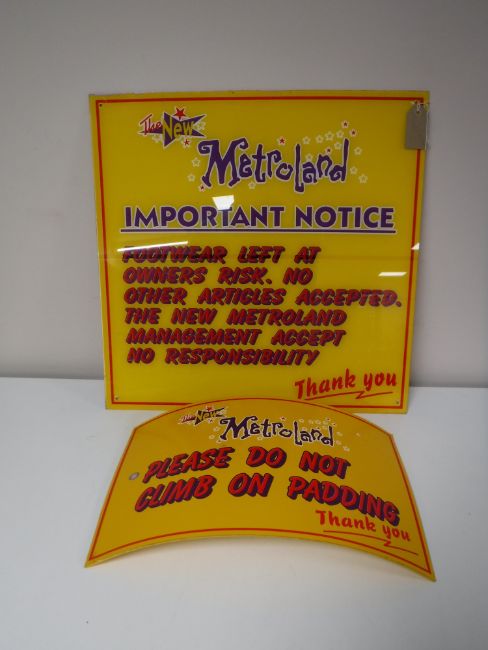 The New
Metroland
IMPORTANT NOTICE
FOOTWEAR LEFT AT
OWNERS RISK. NO
OTHER ARTICLES ACCEPTED.
THE NEW METROLAND
MANAGEMENT ACCEPT
NO RESPONSIBILITY
Thank you
The New
Metroland
PLEASE DO NOT
CLIMB ON PADDING
Thank you